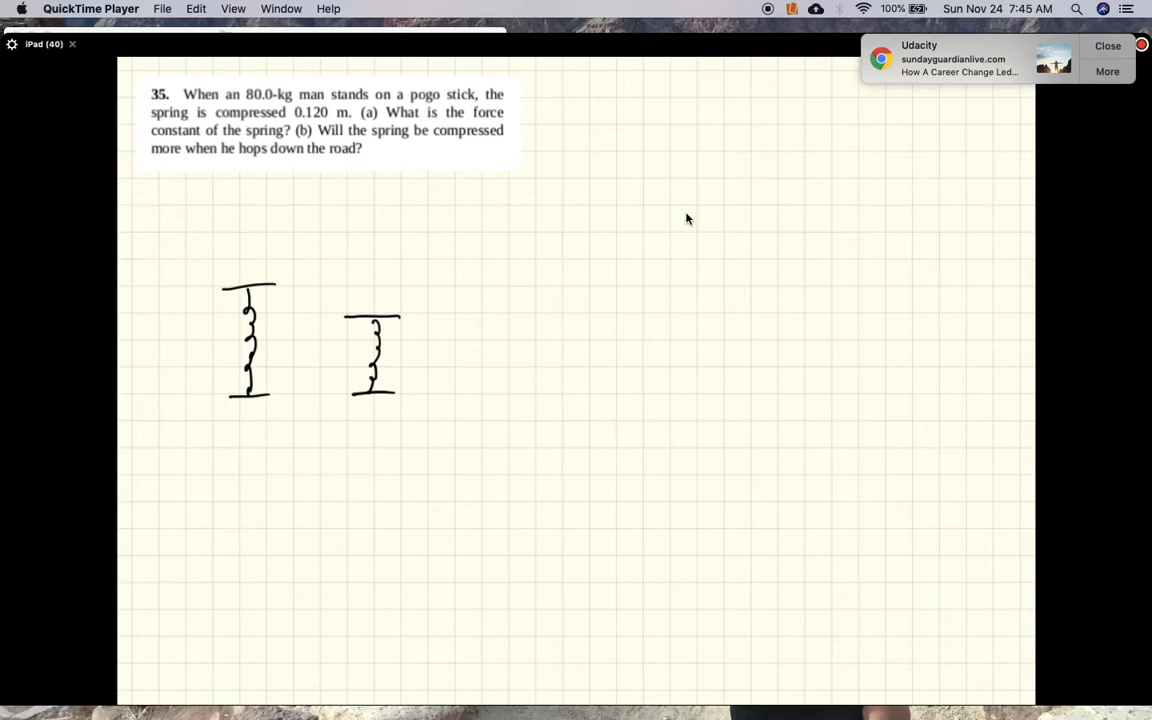 QuickTime Player File Edit View Window Help 100% Sun Nov 24 7:45 AM
iPad (40)
Udacity
sundayguardianlive.com
How A Career Change Led...
Close
More
35. When an 80.0-kg man stands on a pogo stick, the
spring is compressed 0.120 m. (a) What is the force
constant of the spring? (b) Will the spring be compressed
more when he hops down the road?